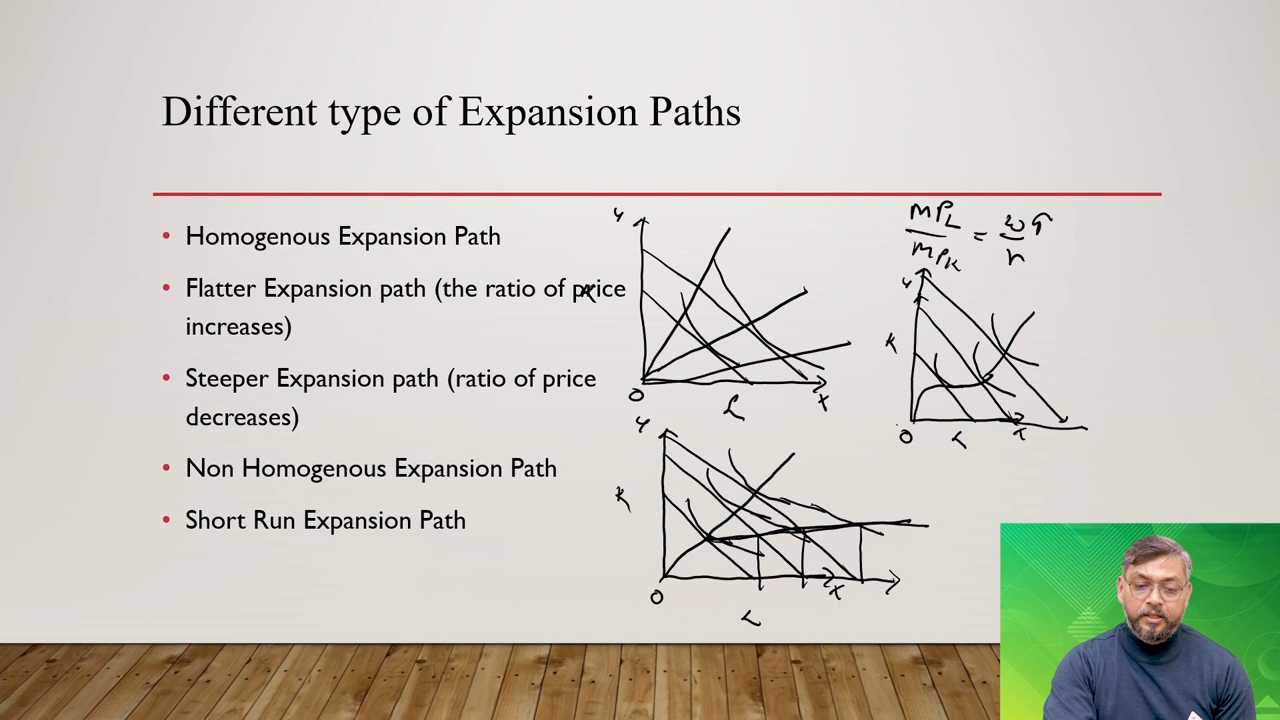 Different type of Expansion Paths
• Homogenous Expansion Path
• Flatter Expansion path (the ratio of price
increases)
• Steeper Expansion path (ratio of price
decreases)
• Non Homogenous Expansion Path
• Short Run Expansion Path
y
K
O
L
x
MPL
MPK
=
w
r
y
K
O
L
x
y
K
O
L
x